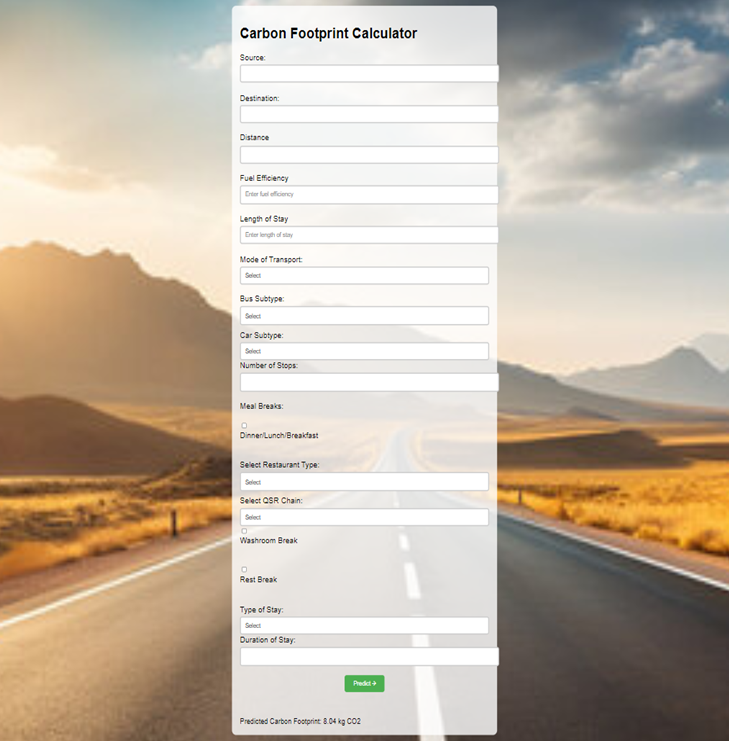 Carbon Footprint Calculator
Source:
Destination:
Distance
Fuel Efficiency
Enter fuel efficiency
Length of Stay
Enter length of stay
Mode of Transport:
Select
Bus Subtype:
Select
Car Subtype:
Select
Number of Stops:
Meal Breaks:
Dinner/Lunch/Breakfast
Select Restaurant Type:
Select
Select QSR Chain:
Select
Washroom Break
Rest Break
Type of Stay:
Select
Duration of Stay:
Predict →
Predicted Carbon Footprint: 8.04 kg CO2